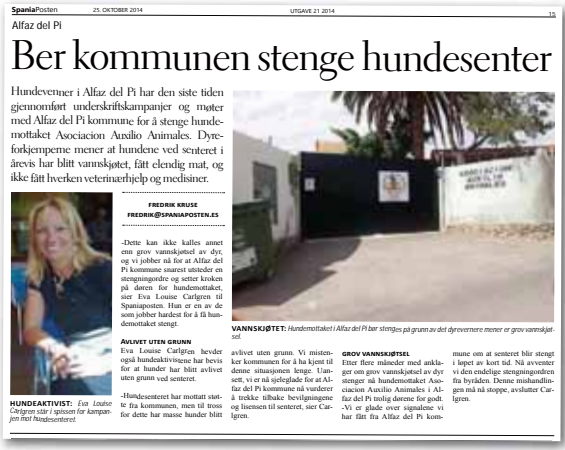 SpaniaPosten
25. OKTOBER 2014
UTGAVE 21 2014
15
Alfaz del Pi
Ber kommunen stenge hundesenter
Hundevenner i Alfaz del Pi har den siste tiden
gjennomført underskriftskampanjer og møter
med Alfaz del Pi kommune for å stenge hunde-
mottaket Asociacion Auxilio Animales. Dyre-
forkjemperne mener at hundene ved senteret i
årevis har blitt vannskjøtet, fått elendig mat, og
ikke fått hverken veterinærhjelp og medisiner.
FREDRIK KRUSE
FREDRIK@SPANIAPOSTEN.ES
-Dette kan ikke kalles annet
enn grov vannskjøtsel av dyr,
og vi jobber nå for at Alfaz del
Pi kommune snarest utsteder en
stengningordre og setter kroken
på døren for hundemottaket,
sier Eva Louise Carlgren til
Spaniaposten. Hun er en av de
som jobber hardest for å få hun-
demottaket stengt.
AVLIVET UTEN GRUNN
Eva Louise Carlgren hevder
også hundeaktivistene har bevis
for at hunder har blitt avlivet
uten grunn ved senteret.
-Hundesenteret har mottatt støt-
te fra kommunen, men til tross
for dette har masse hunder blitt
HUNDEAKTIVIST: Eva Louise
Carlgren står i spissen for kampan-
jen mot hundesenteret.
VANNSKJØTET: Hundemottaket i Alfaz del Pi bør stenges på grunn av det dyrevernere mener er grov vannskjøt-
sel.
avlivet uten grunn. Vi misten-
ker kommunen for å ha kjent til
denne situasjonen lenge. Uan-
sett, vi er nå sjeleglade for at Al-
faz del Pi kommune nå vurderer
å trekke tilbake bevilgningene
og lisensen til senteret, sier Car-
lgren.
GROV VANNSKJØTSEL
Etter flere måneder med ankla-
ger om grov vannskjøtsel av dyr
stenger nå hundemottaket Aso-
ciacion Auxilio Animales i Al-
faz del Pi trolig dørene for godt.
-Vi er glade over signalene vi
har fått fra Alfaz del Pi kom-
mune om at senteret blir stengt
i løpet av kort tid. Nå avventer
vi den endelige stengningordren
fra byråden. Denne mishandlin-
gen må nå stoppe, avslutter Car-
lgren.